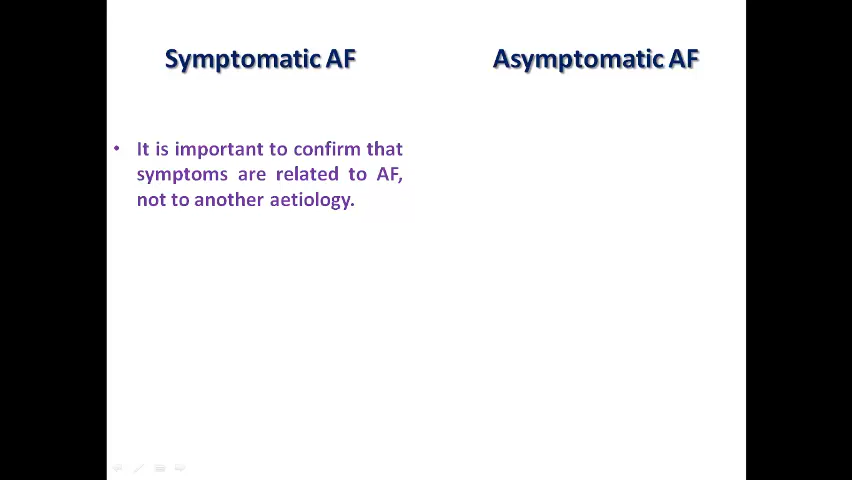 Symptomatic AF
Asymptomatic AF
• It is important to confirm that
symptoms are related to AF,
not to another aetiology.